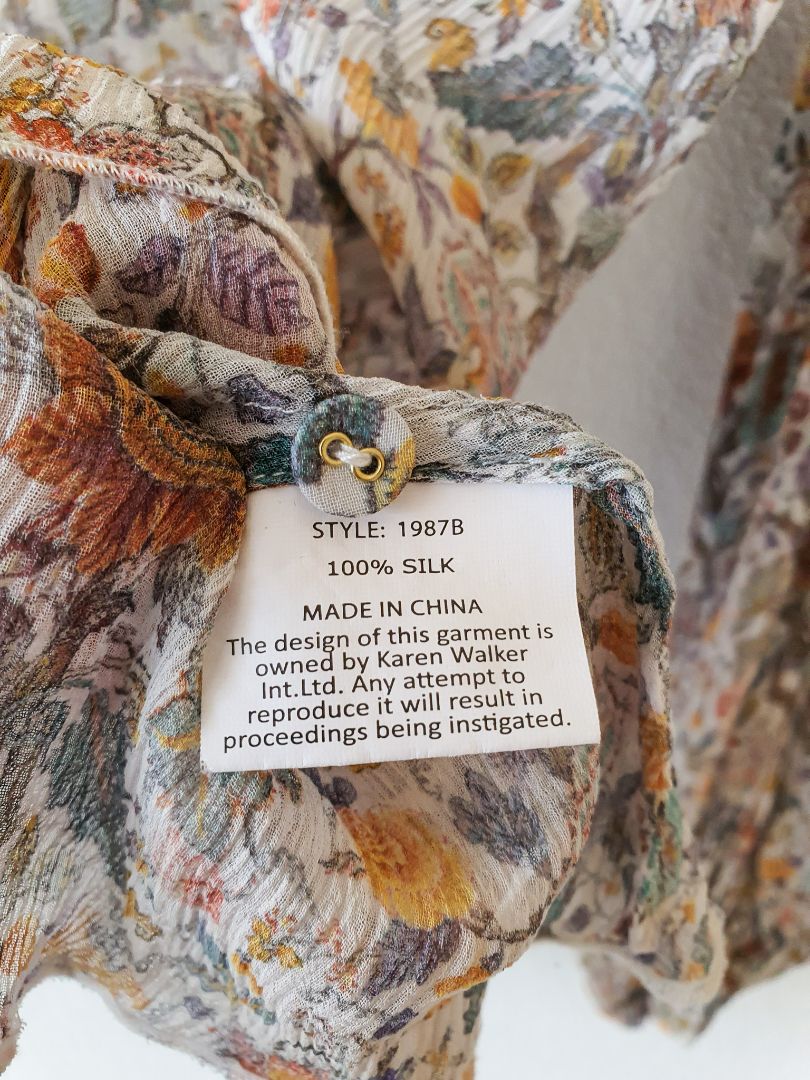 STYLE: 1987B
100% SILK
MADE IN CHINA
The design of this garment is
owned by Karen Walker
Int.Ltd. Any attempt to
reproduce it will result in
proceedings being instigated.